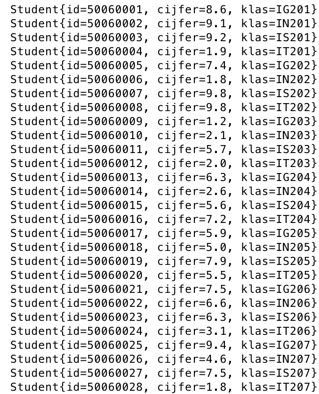 Student{id=50060001, cijfer=8.6, klas=IG201}
Student{id=50060002, cijfer=9.1, klas=IN201}
Student{id=50060003, cijfer=9.2, klas=IS201}
Student{id=50060004, cijfer=1.9, klas=IT201}
Student{id=50060005, cijfer=7.4, klas=IG202}
Student{id=50060006, cijfer=1.8, klas=IN202}
Student{id=50060007, cijfer=9.8, klas=IS202}
Student{id=50060008, cijfer=9.8, klas=IT202}
Student{id=50060009, cijfer=1.2, klas=IG203}
Student{id=50060010, cijfer=2.1, klas=IN203}
Student{id=50060011, cijfer=5.7, klas=IS203}
Student{id=50060012, cijfer=2.0, klas=IT203}
Student{id=50060013, cijfer=6.3, klas=IG204}
Student{id=50060014, cijfer=2.6, klas=IN204}
Student{id=50060015, cijfer=5.6, klas=IS204}
Student{id=50060016, cijfer=7.2, klas=IT204}
Student{id=50060017, cijfer=5.9, klas=IG205}
Student{id=50060018, cijfer=5.0, klas=IN205}
Student{id=50060019, cijfer=7.9, klas=IS205}
Student{id=50060020, cijfer=5.5, klas=IT205}
Student{id=50060021, cijfer=7.5, klas=IG206}
Student{id=50060022, cijfer=6.6, klas=IN206}
Student{id=50060023, cijfer=6.3, klas=IS206}
Student{id=50060024, cijfer=3.1, klas=IT206}
Student{id=50060025, cijfer=9.4, klas=IG207}
Student{id=50060026, cijfer=4.6, klas=IN207}
Student{id=50060027, cijfer=7.5, klas=IS207}
Student{id=50060028, cijfer=1.8, klas=IT207}